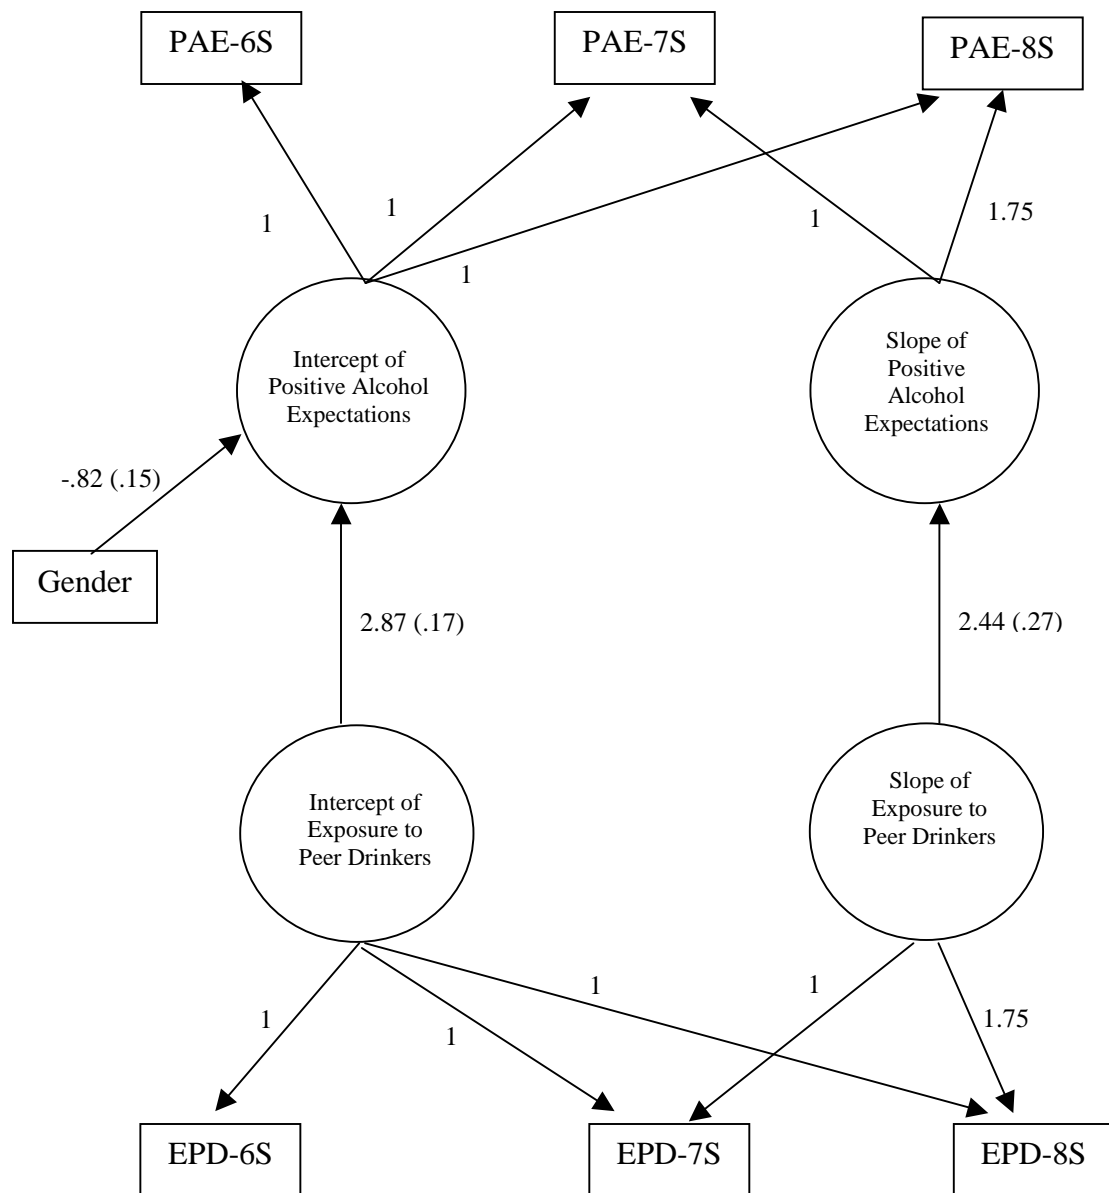 PAE-6S
PAE-7S
PAE-8S
1
1
1
1
1.75
Intercept of
Positive Alcohol
Expectations
Slope of
Positive
Alcohol
Expectations
-.82 (.15)
Gender
2.87 (.17)
2.44 (.27)
Intercept of
Exposure to
Peer Drinkers
Slope of
Exposure to
Peer Drinkers
1
1
1
1
1.75
EPD-6S
EPD-7S
EPD-8S